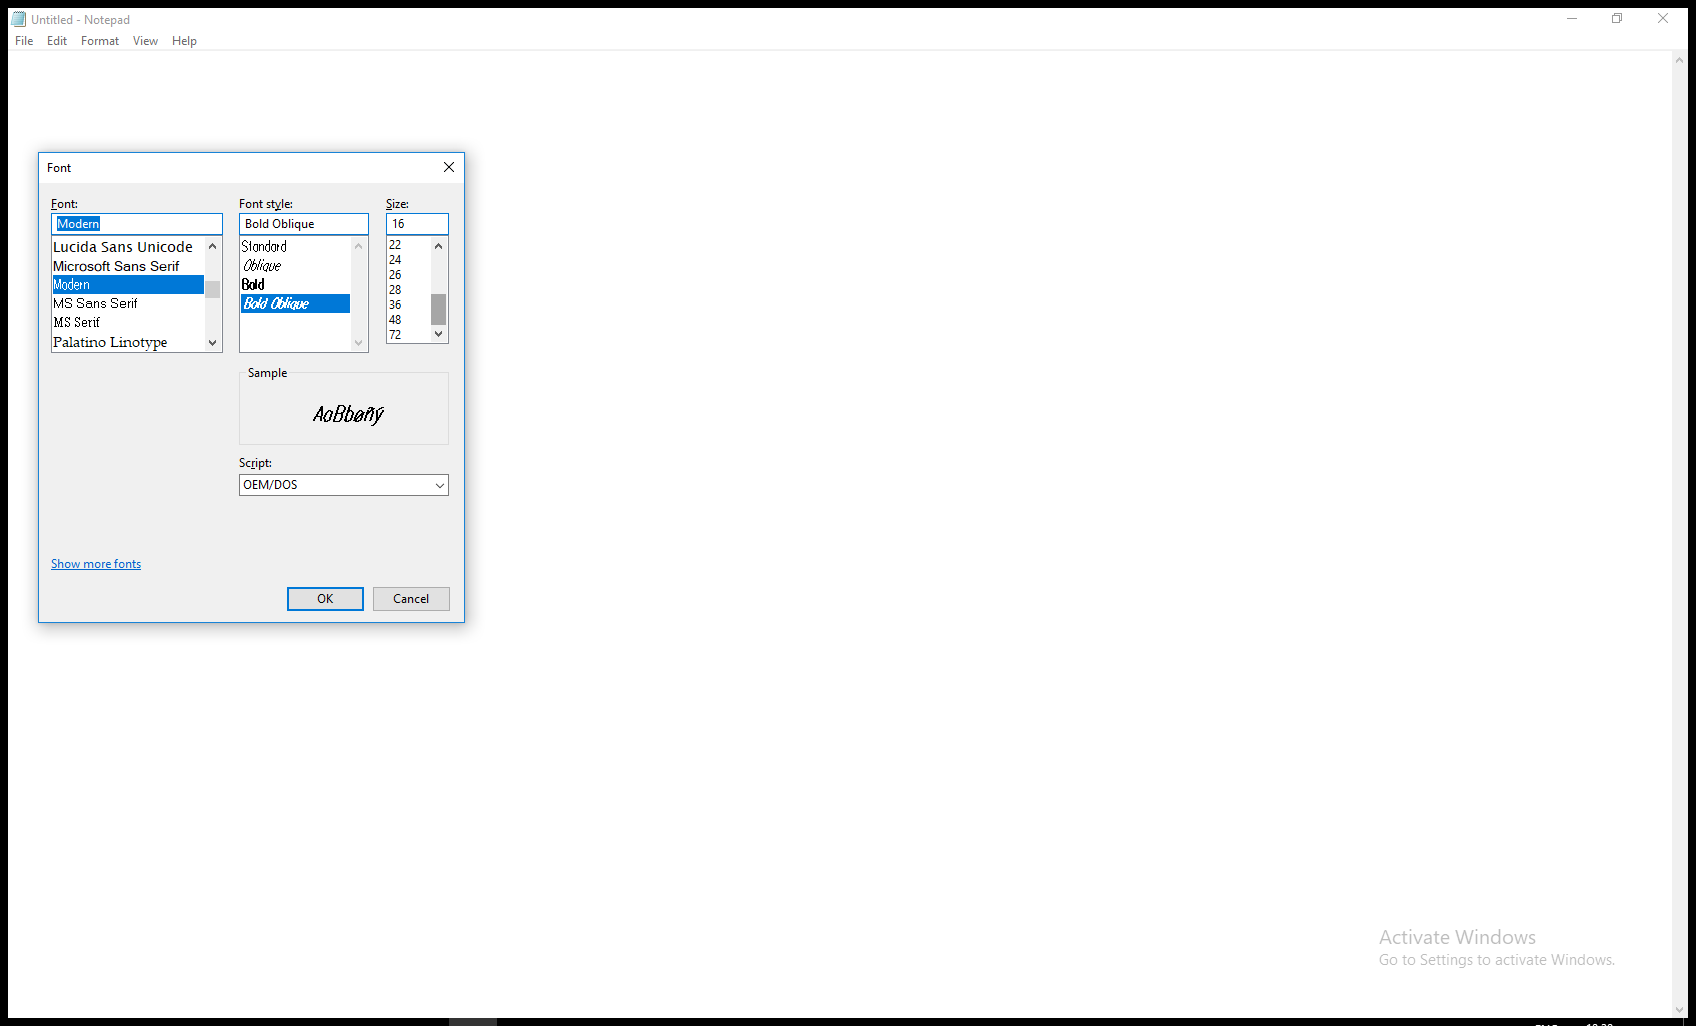 Untitled - Notepad
File Edit Format View Help
Font
Font: Font style: Size:
Modern Bold Oblique 16
Lucida Sans Unicode
Microsoft Sans Serif
Modern
MS Sans Serif
MS Serif
Palatino Linotype
Standard
Oblique
Bold
Bold Oblique
22
24
26
28
36
48
72
Sample
AaBbøñý
Script:
OEM/DOS
Show more fonts
OK Cancel
Activate Windows
Go to Settings to activate Windows.